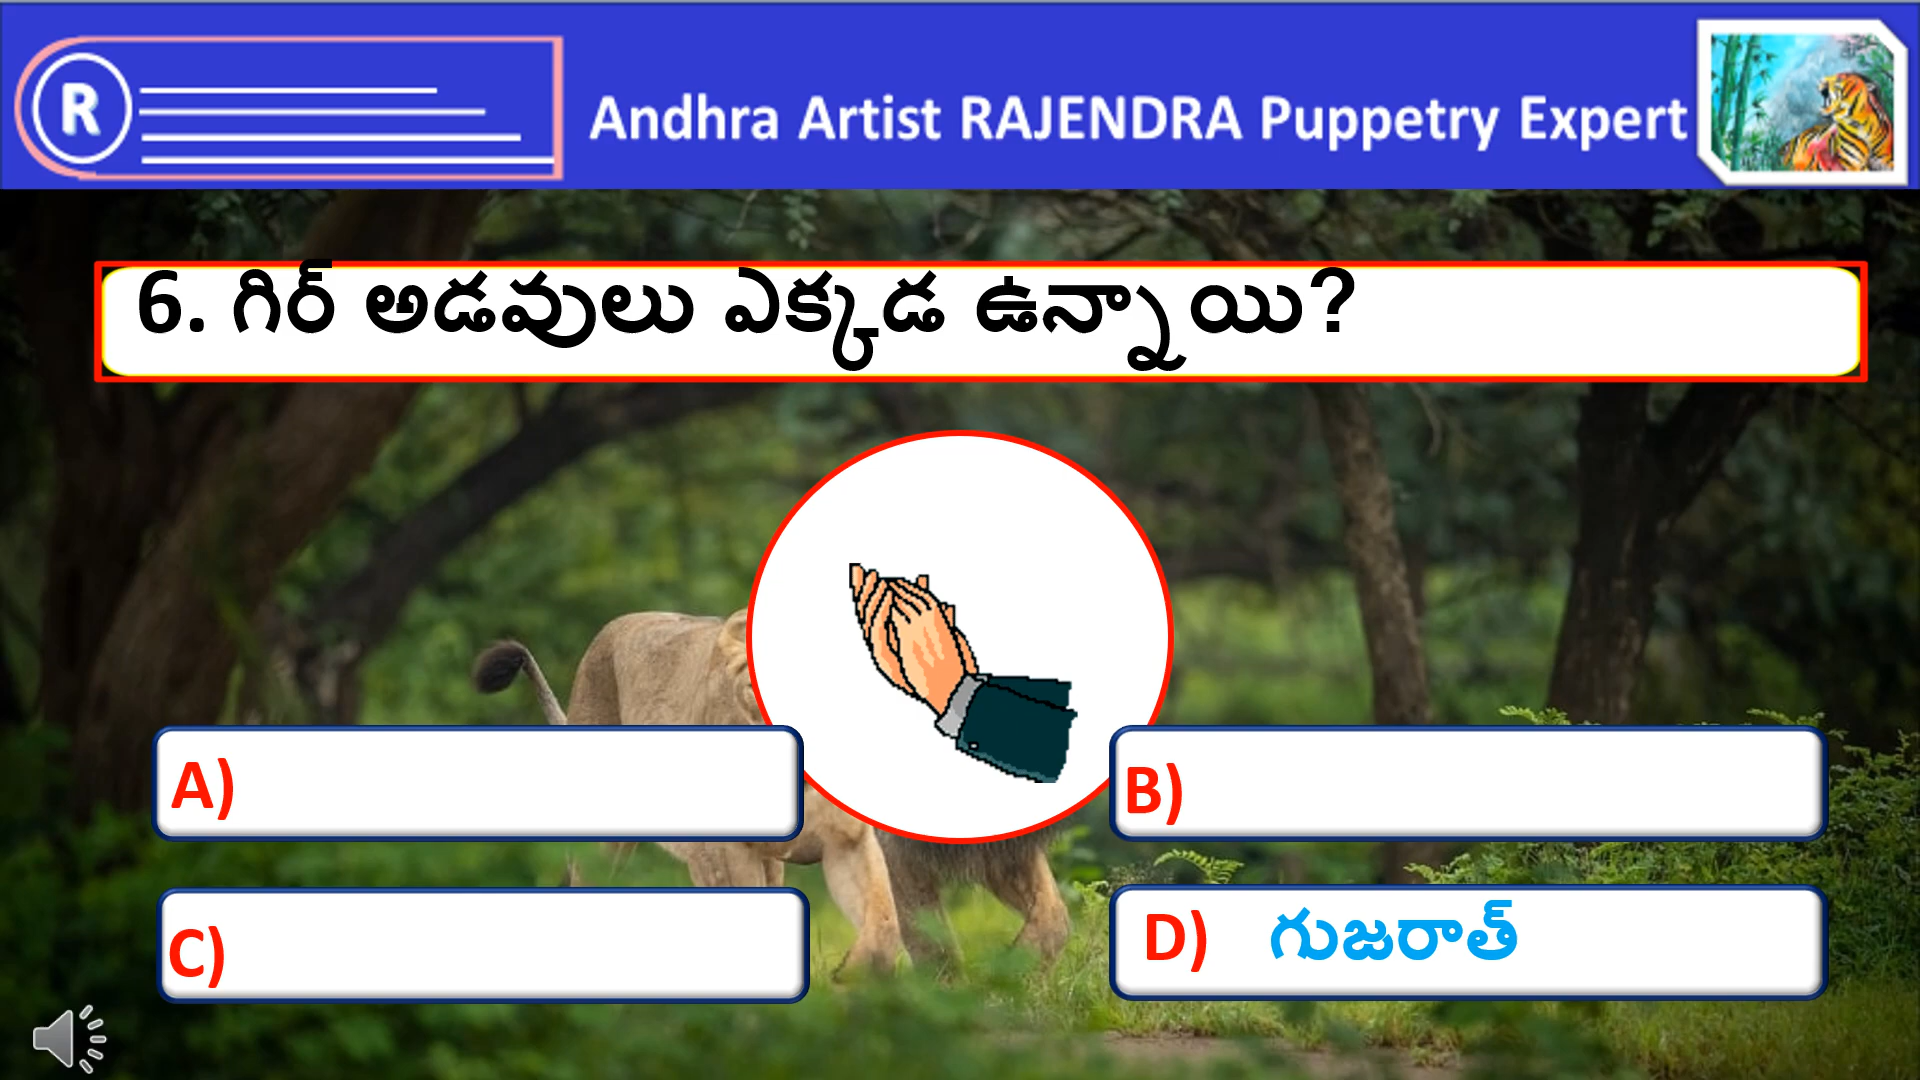 R
Andhra Artist RAJENDRA Puppetry Expert
6. గిర్ అడవులు ఎక్కడ ఉన్నాయి?
A)
B)
C)
D) గుజరాత్